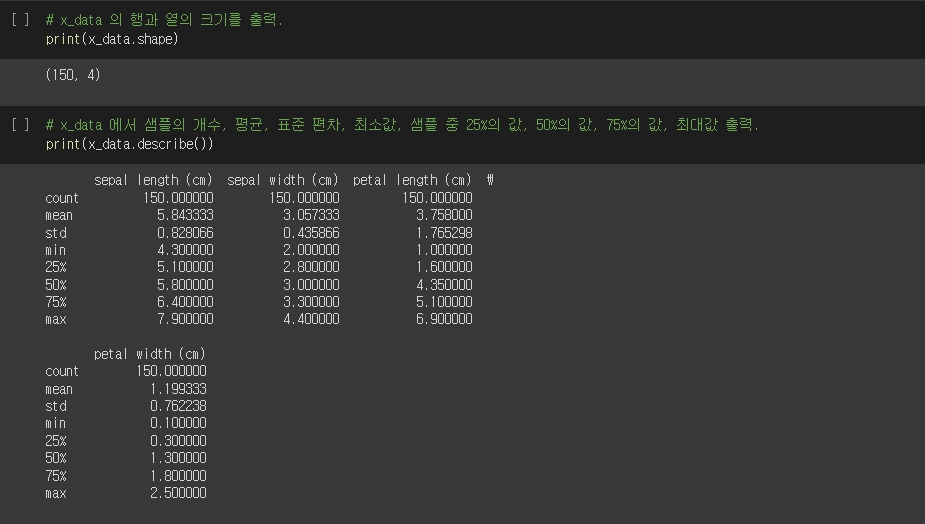 [ ] # x_data 의 행과 열의 크기를 출력.
print(x_data.shape)
(150, 4)
[ ] # x_data 에서 샘플의 개수, 평균, 표준 편차, 최소값, 샘플 중 25%의 값, 50%의 값, 75%의 값, 최대값 출력.
print(x_data.describe())
sepal length (cm) sepal width (cm) petal length (cm) ₩
count 150.000000 150.000000 150.000000
mean 5.843333 3.057333 3.758000
std 0.828066 0.435866 1.765298
min 4.300000 2.000000 1.000000
25% 5.100000 2.800000 1.600000
50% 5.800000 3.000000 4.350000
75% 6.400000 3.300000 5.100000
max 7.900000 4.400000 6.900000
petal width (cm)
count 150.000000
mean 1.199333
std 0.762238
min 0.100000
25% 0.300000
50% 1.300000
75% 1.800000
max 2.500000